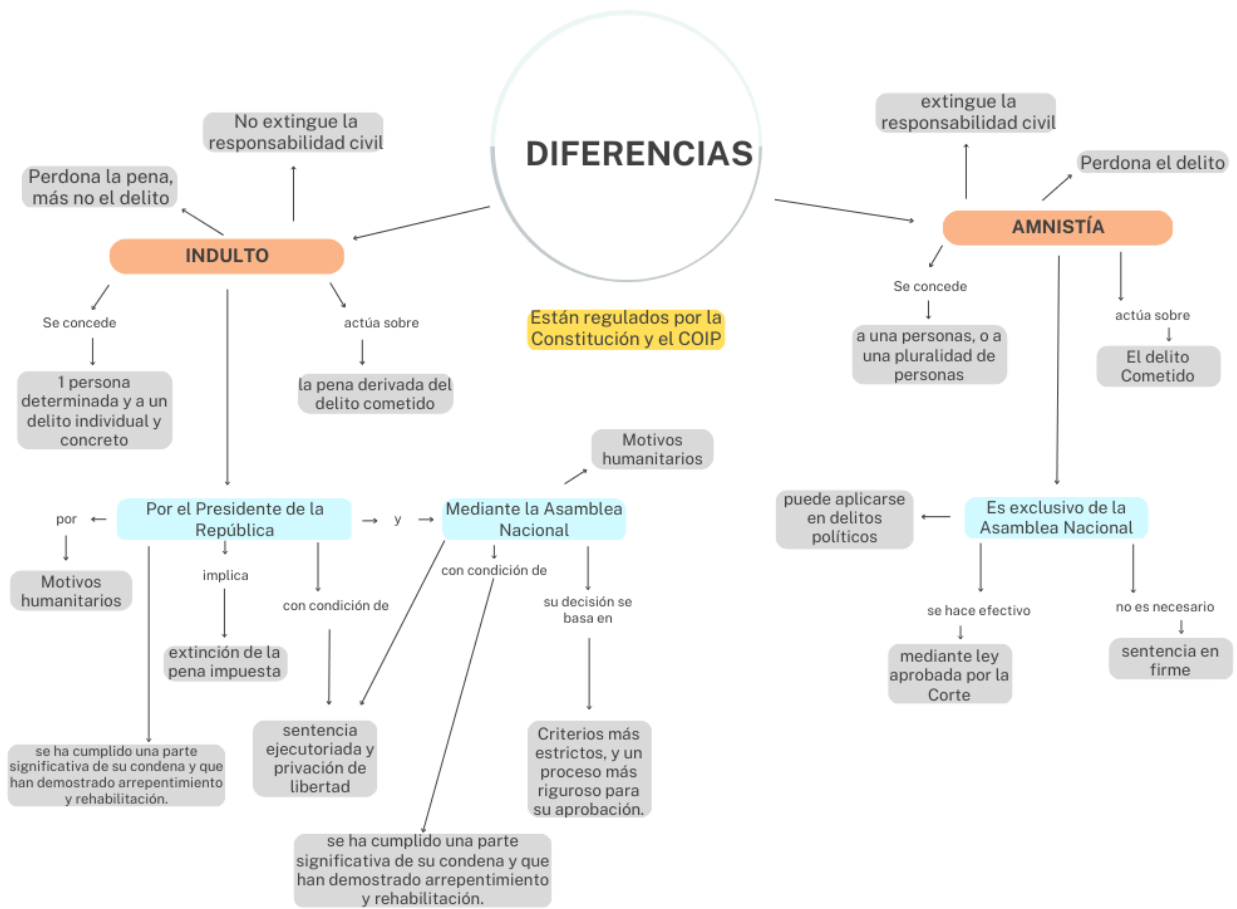 DIFERENCIAS
No extingue la
responsabilidad civil
Perdona la pena,
más no el delito
INDULTO
Se concede
1 persona
determinada y a un
delito individual y
concreto
actúa sobre
la pena derivada del
delito cometido
Están regulados por la
Constitución y el COIP
extingue la
responsabilidad civil
Perdona el delito
AMNISTÍA
Se concede
a una personas, o a
una pluralidad de
personas
actúa sobre
El delito
Cometido
Por el Presidente de la
República
por
Motivos
humanitarios
implica
extinción de la
pena impuesta
con condición de
sentencia
ejecutoriada y
privación de
libertad
se ha cumplido una parte
significativa de su condena y que
han demostrado arrepentimiento
y rehabilitación.
y
Mediante la Asamblea
Nacional
Motivos
humanitarios
con condición de
se ha cumplido una parte
significativa de su condena y que
han demostrado arrepentimiento
y rehabilitación.
su decisión se
basa en
Criterios más
estrictos, y un
proceso más
riguroso para
su aprobación.
Es exclusivo de la
Asamblea Nacional
puede aplicarse
en delitos
políticos
se hace efectivo
mediante ley
aprobada por la
Corte
no es necesario
sentencia en
firme